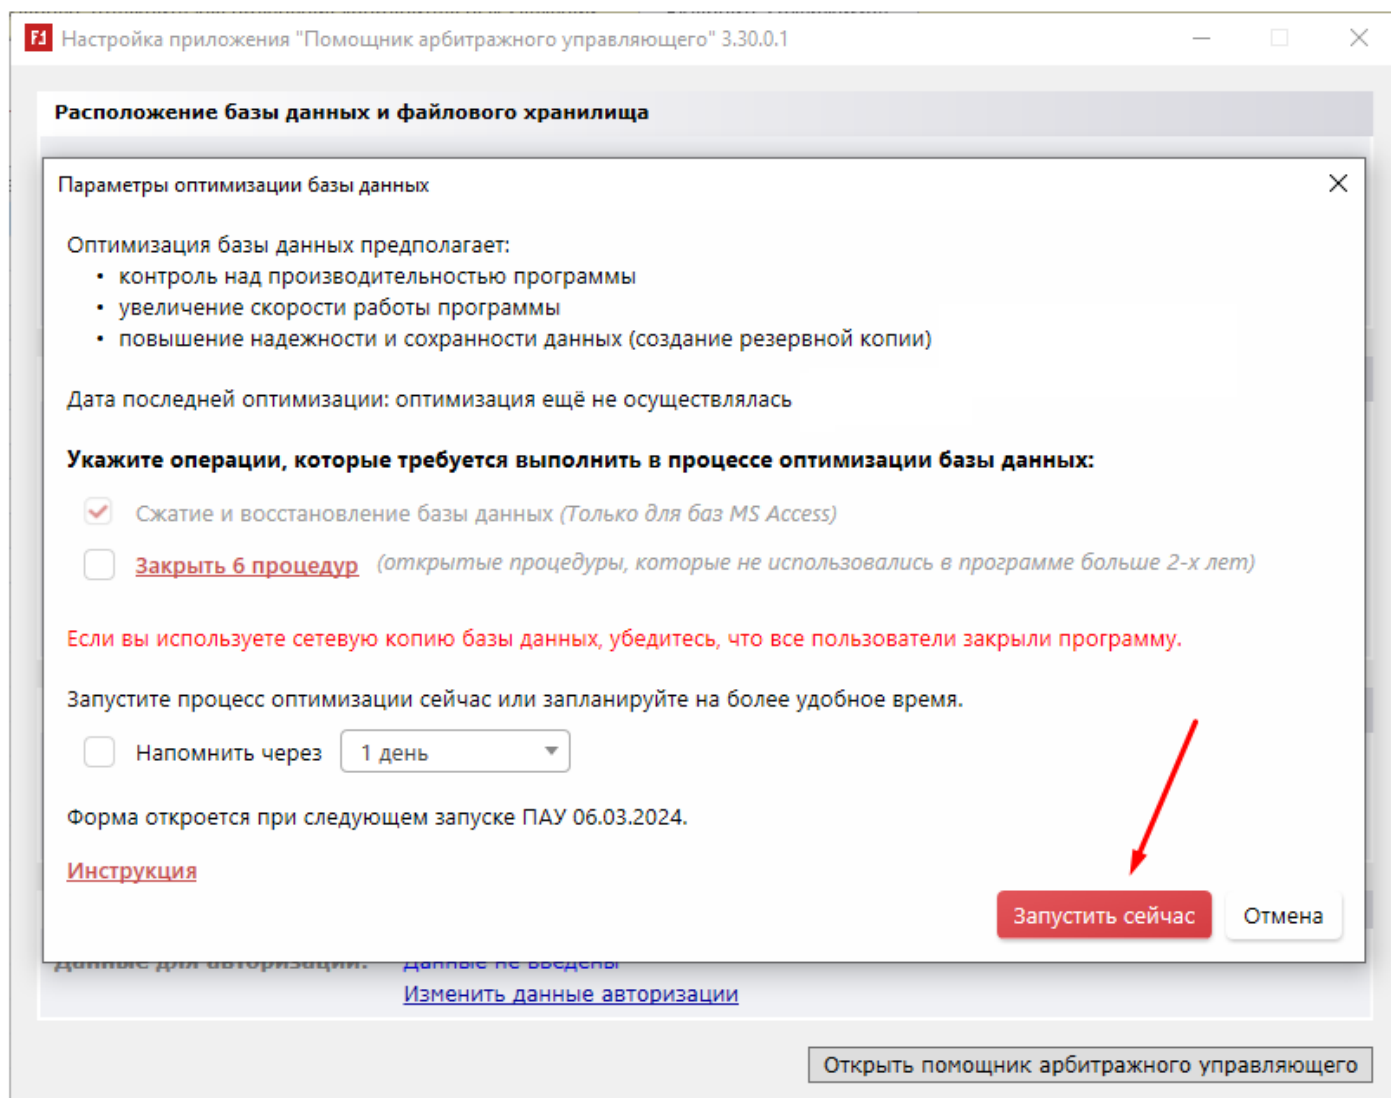 Настройка приложения "Помощник арбитражного управляющего" 3.30.0.1
Расположение базы данных и файлового хранилища
Параметры оптимизации базы данных
Оптимизация базы данных предполагает:
• контроль над производительностью программы
• увеличение скорости работы программы
• повышение надежности и сохранности данных (создание резервной копии)
Дата последней оптимизации: оптимизация ещё не осуществлялась
Укажите операции, которые требуется выполнить в процессе оптимизации базы данных:
Сжатие и восстановление базы данных (Только для баз MS Access)
Закрыть 6 процедур (открытые процедуры, которые не использовались в программе больше 2-х лет)
Если вы используете сетевую копию базы данных, убедитесь, что все пользователи закрыли программу.
Запустите процесс оптимизации сейчас или запланируйте на более удобное время.
Напомнить через 1 день
Форма откроется при следующем запуске ПАУ 06.03.2024.
Инструкция
Запустить сейчас Отмена
Данные для авторизации: Данные не введены
Изменить данные авторизации
Открыть помощник арбитражного управляющего